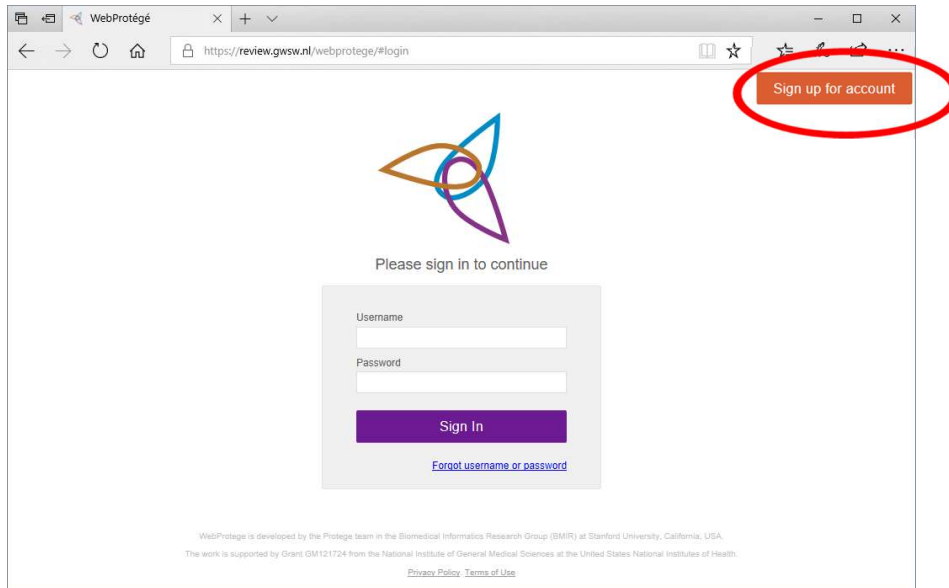 WebProtégé
https://review.gwsw.nl/webprotege/#login
Sign up for account
Please sign in to continue
Username
Password
Sign In
Forgot username or password
WebProtege is developed by the Protege team in the Biomedical Informatics Research Group (BMIR) at Stanford University, California, USA.
The work is supported by Grant GM121724 from the National Institute of General Medical Sciences at the United States National Institutes of Health.
Privacy Policy. Terms of Use